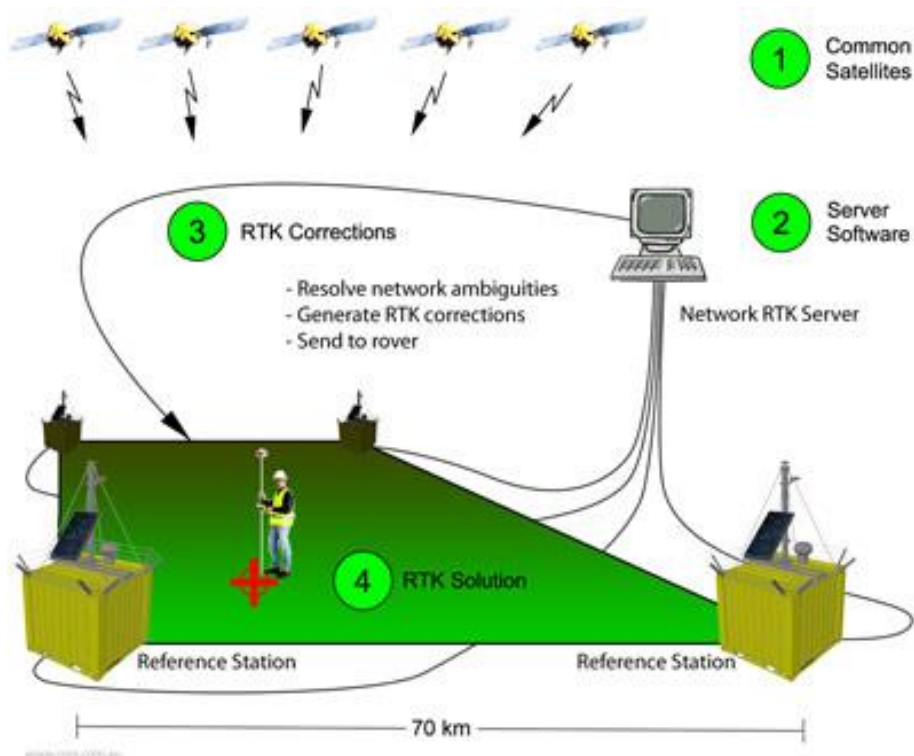 1 Common
Satellites
3 RTK Corrections
2 Server
Software
- Resolve network ambiguities
- Generate RTK corrections
- Send to rover
Network RTK Server
4 RTK Solution
Reference Station
Reference Station
70 km